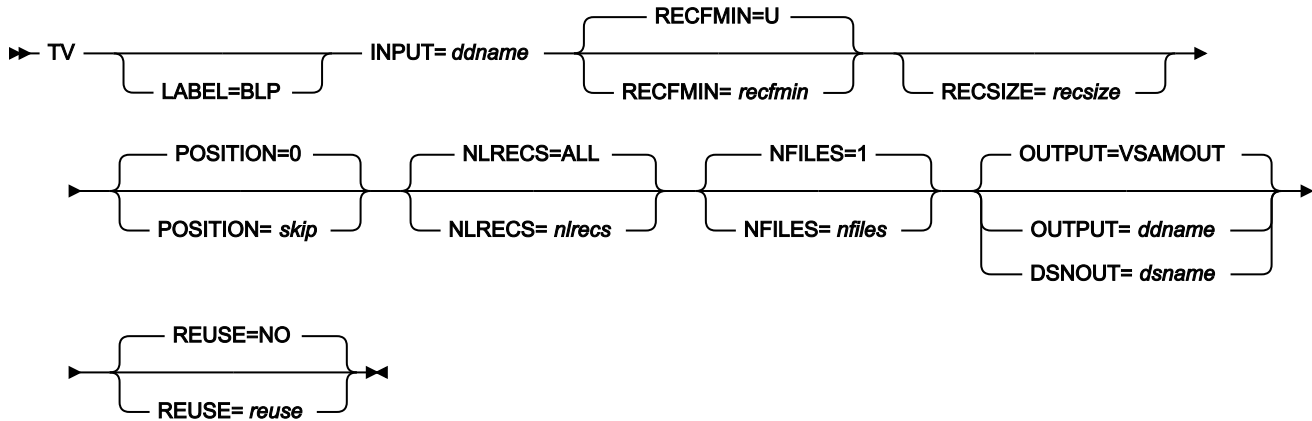 RECFMIN=U
TV INPUT= ddname
LABEL=BLP RECFMIN= recfmin RECSIZE= recsize
POSITION=0 NLRECS=ALL NFILES=1 OUTPUT=VSAMOUT
POSITION= skip NLRECS= nlrecs NFILES= nfiles OUTPUT= ddname
DSNOUT= dsname
REUSE=NO
REUSE= reuse